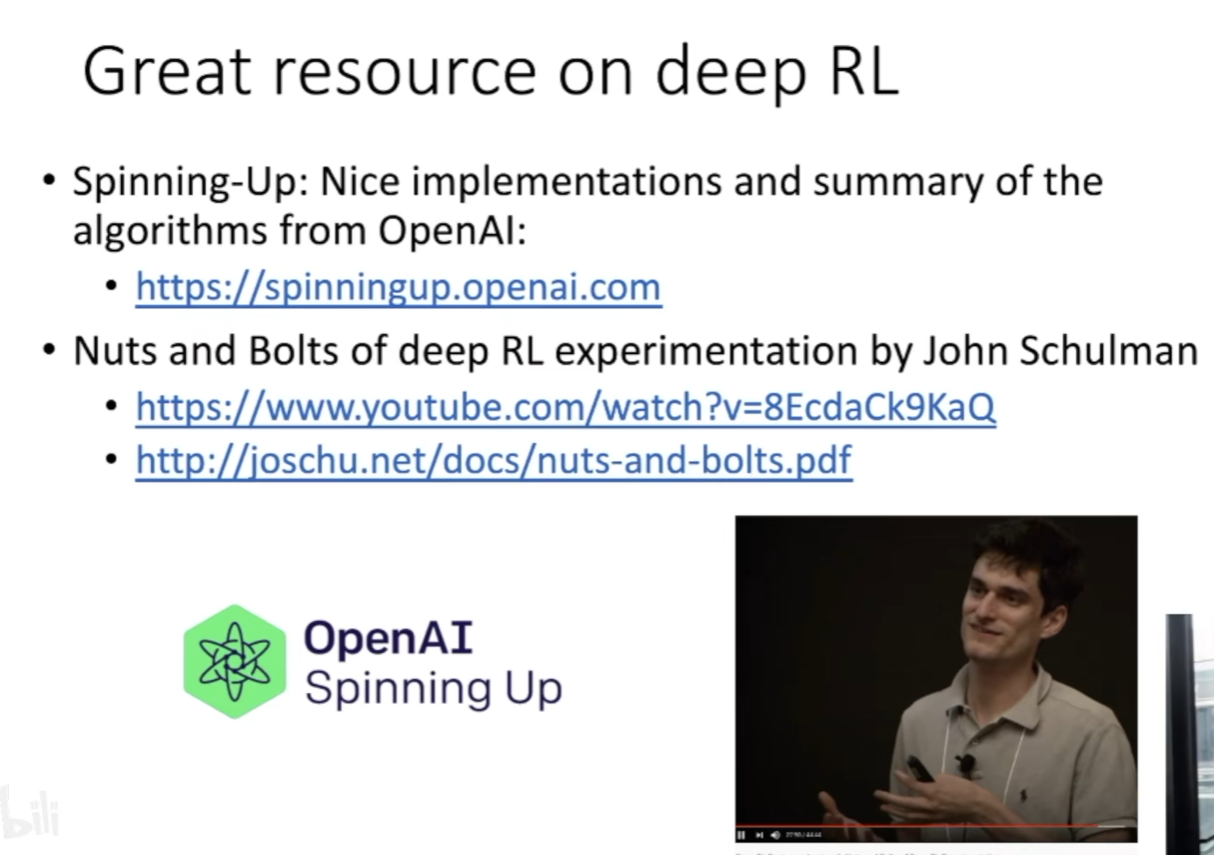 Great resource on deep RL
• Spinning-Up: Nice implementations and summary of the
algorithms from OpenAI:
• https://spinningup.openai.com
• Nuts and Bolts of deep RL experimentation by John Schulman
• https://www.youtube.com/watch?v=8EcdaCk9KaQ
• http://joschu.net/docs/nuts-and-bolts.pdf
OpenAI
Spinning Up
bili